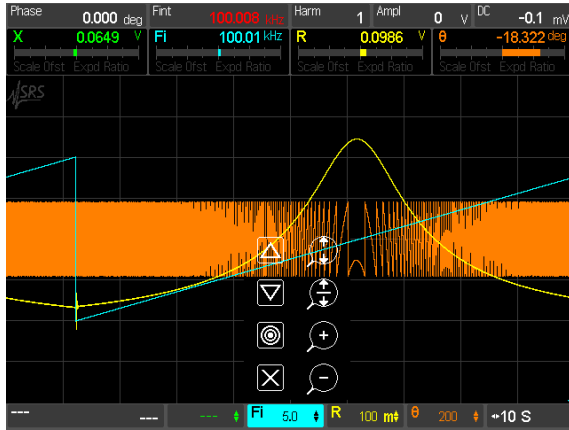 Phase 0.000 deg Fint 100.008 kHz Harm 1 Ampl 0 V DC -0.1 mV
X 0.0649 V Fi 100.01 kHz R 0.0986 V θ -18.322 deg
Scale Ofst Expd Ratio Scale Ofst Expd Ratio Scale Ofst Expd Ratio Scale Ofst Expd Ratio
SRS
--- --- --- Fi 5.0 R 100 m θ 200 10 S